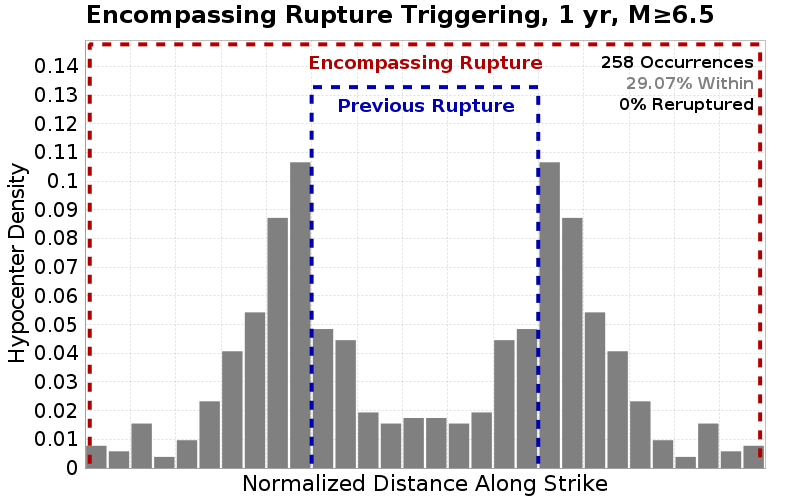 Encompassing Rupture Triggering, 1 yr, M≥6.5
Encompassing Rupture
258 Occurrences
29.07% Within
0% Reruptured
Previous Rupture
Hypocenter Density
0.14
0.13
0.12
0.11
0.1
0.09
0.08
0.07
0.06
0.05
0.04
0.03
0.02
0.01
0
Normalized Distance Along Strike